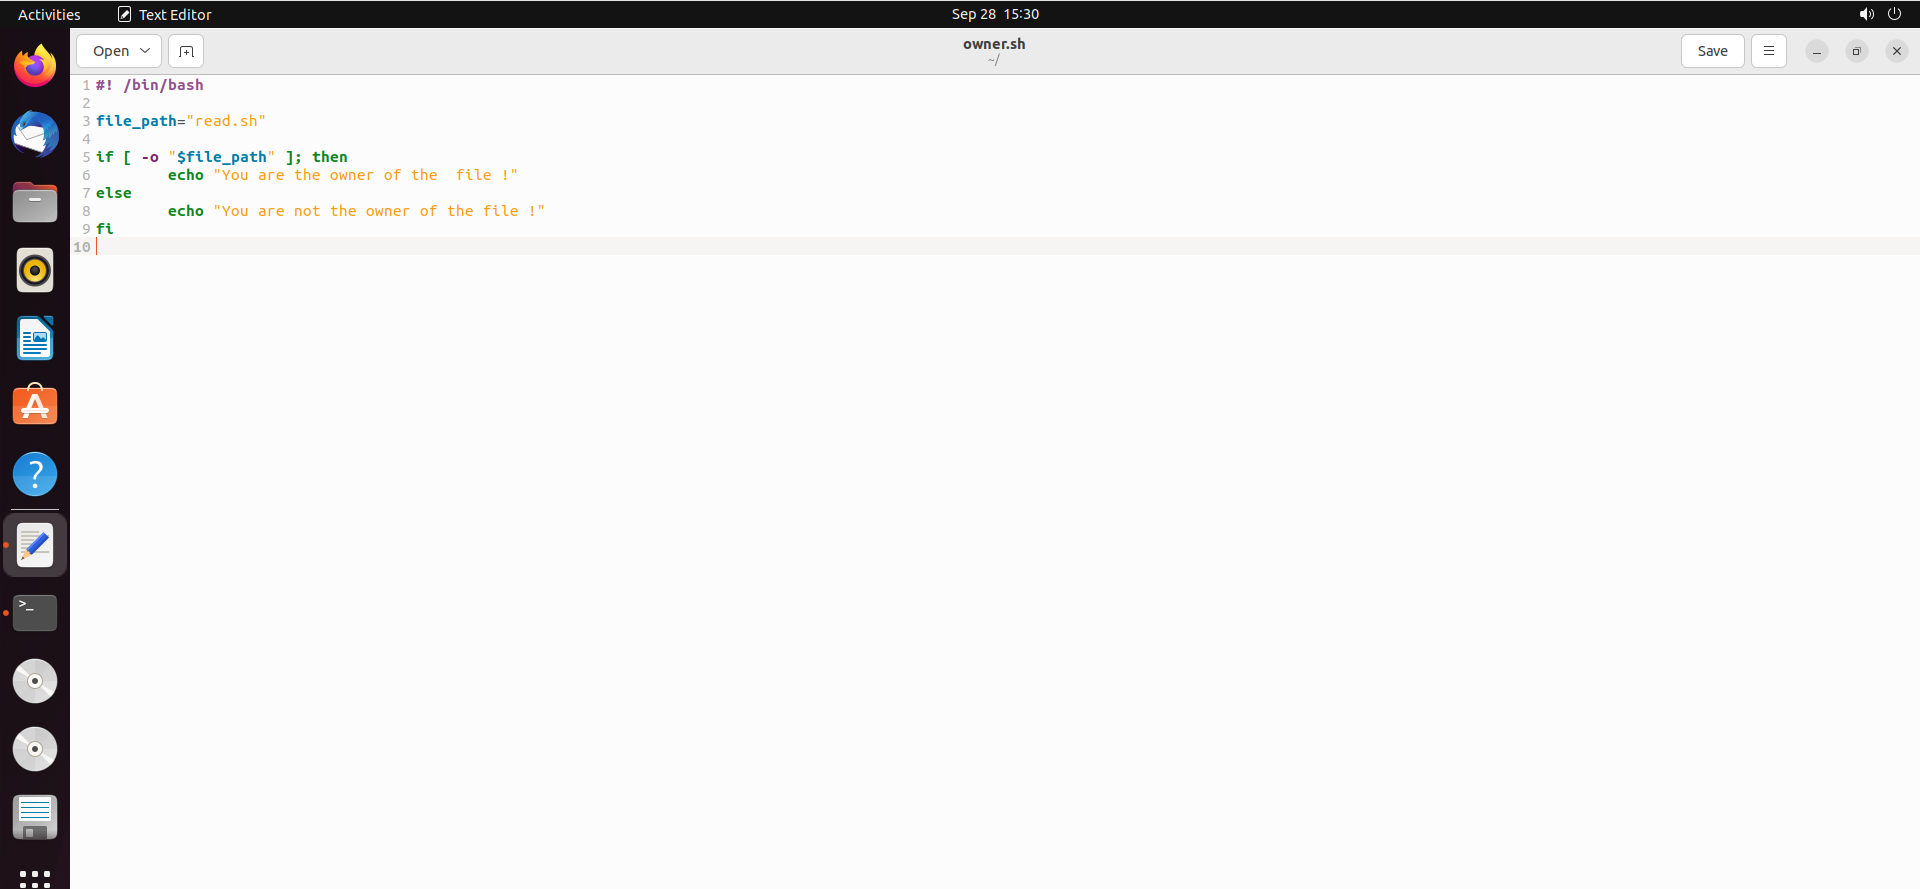 Activities
Text Editor
Sep 28 15:30
Open
owner.sh
~/
Save
1 #! /bin/bash
2
3 file_path="read.sh"
4
5 if [ -o "$file_path" ]; then
6         echo "You are the owner of the  file !"
7 else
8         echo "You are not the owner of the file !"
9 fi
10
>_
?